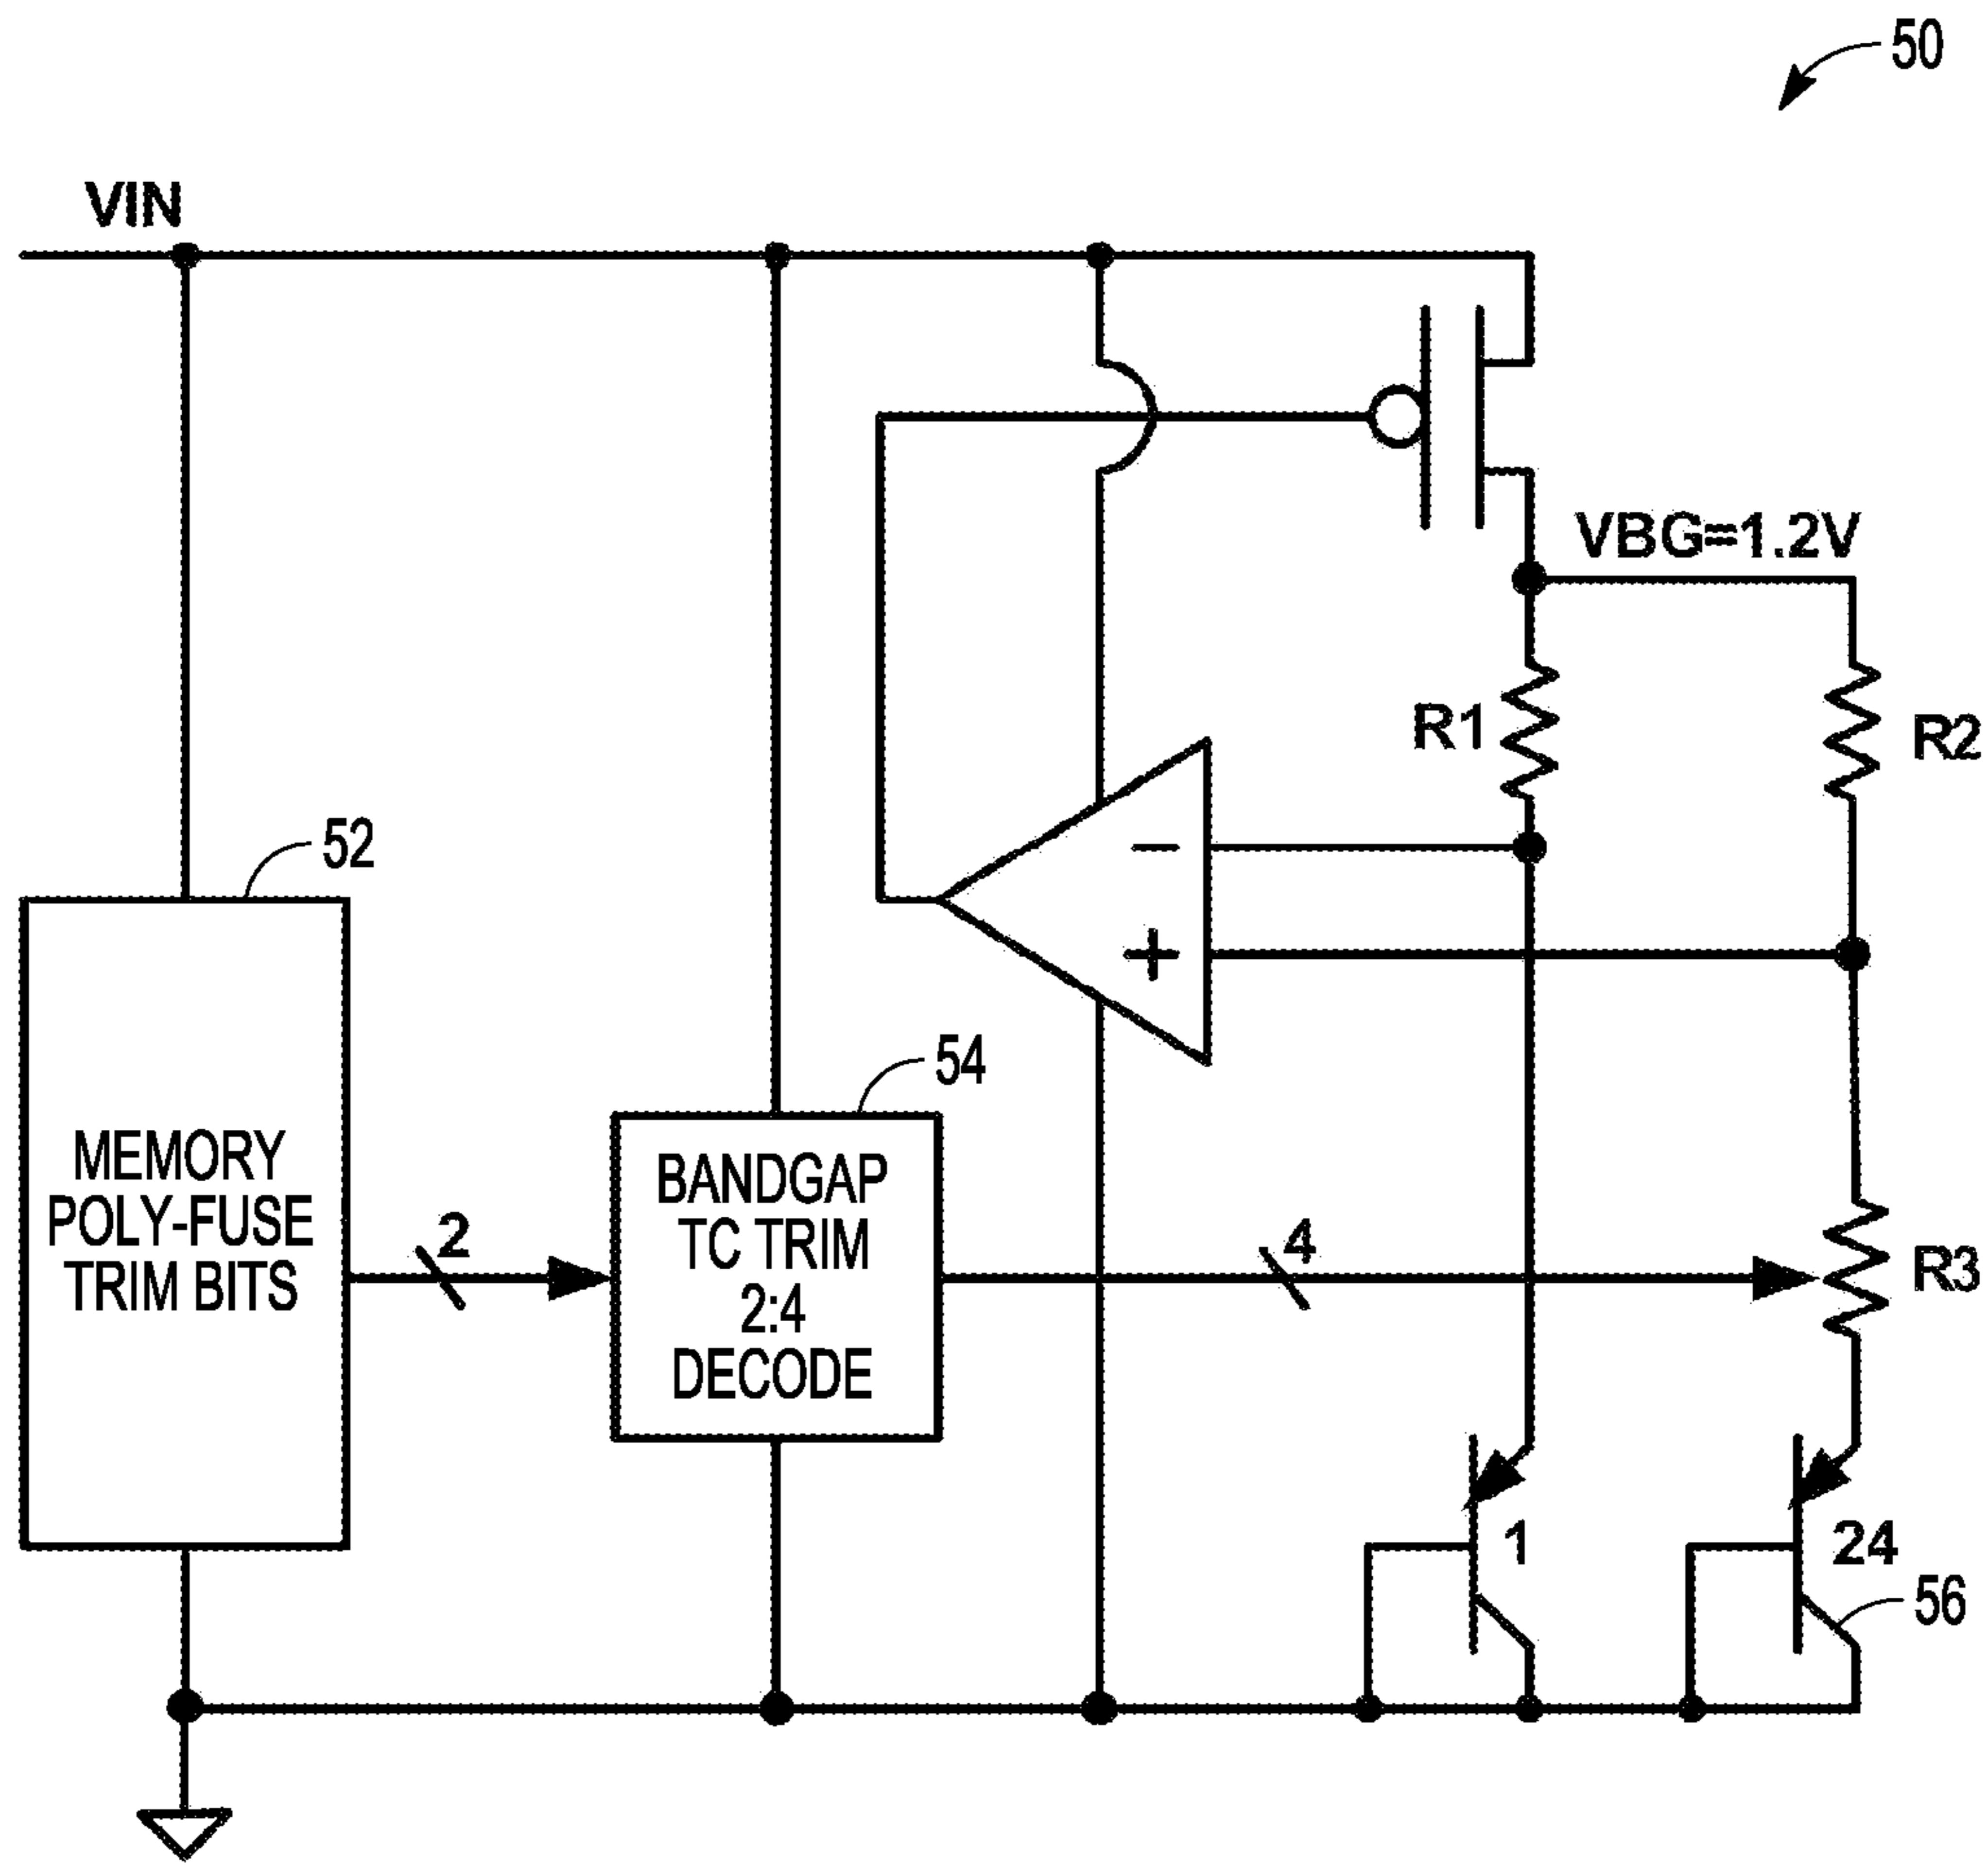 50
VIN
VBG=1.2V
R1
R2
52
−
+
54
MEMORY
POLY-FUSE
TRIM BITS
2
BANDGAP
TC TRIM
2:4
DECODE
4
R3
1
24
56